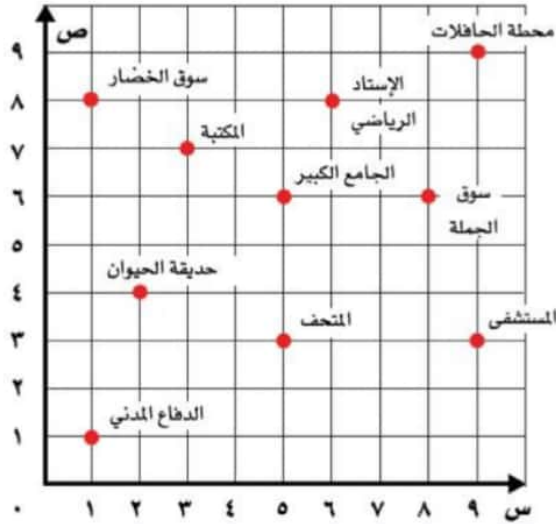 ص
محطة الحافلات
٩
سوق الخضار
الإستاد
٨
الرياضي
المكتبة
٧
الجامع الكبير
سوق
٦
الجملة
٥
حديقة الحيوان
٤
المتحف
المستشفى
٣
٢
الدفاع المدني
١
٠ ١ ٢ ٣ ٤ ٥ ٦ ٧ ٨ ٩ س